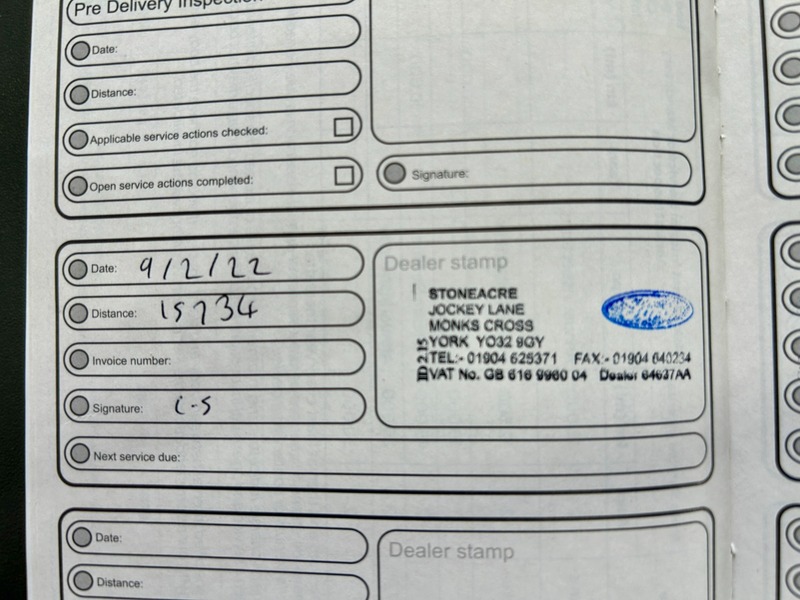 Pre Delivery Inspection
Date:
Distance:
Applicable service actions checked:
Open service actions completed:
Signature:
Date: 9/2/22
Distance: 15734
Invoice number:
Signature: C-S
Next service due:
Dealer stamp
STONEACRE
JOCKEY LANE
MONKS CROSS
YORK YO32 9GY
TEL:- 01904 625371 FAX:- 01904 640234
VAT No. GB 616 9960 04 Dealer 64637AA
Ford
Date:
Distance:
Dealer stamp